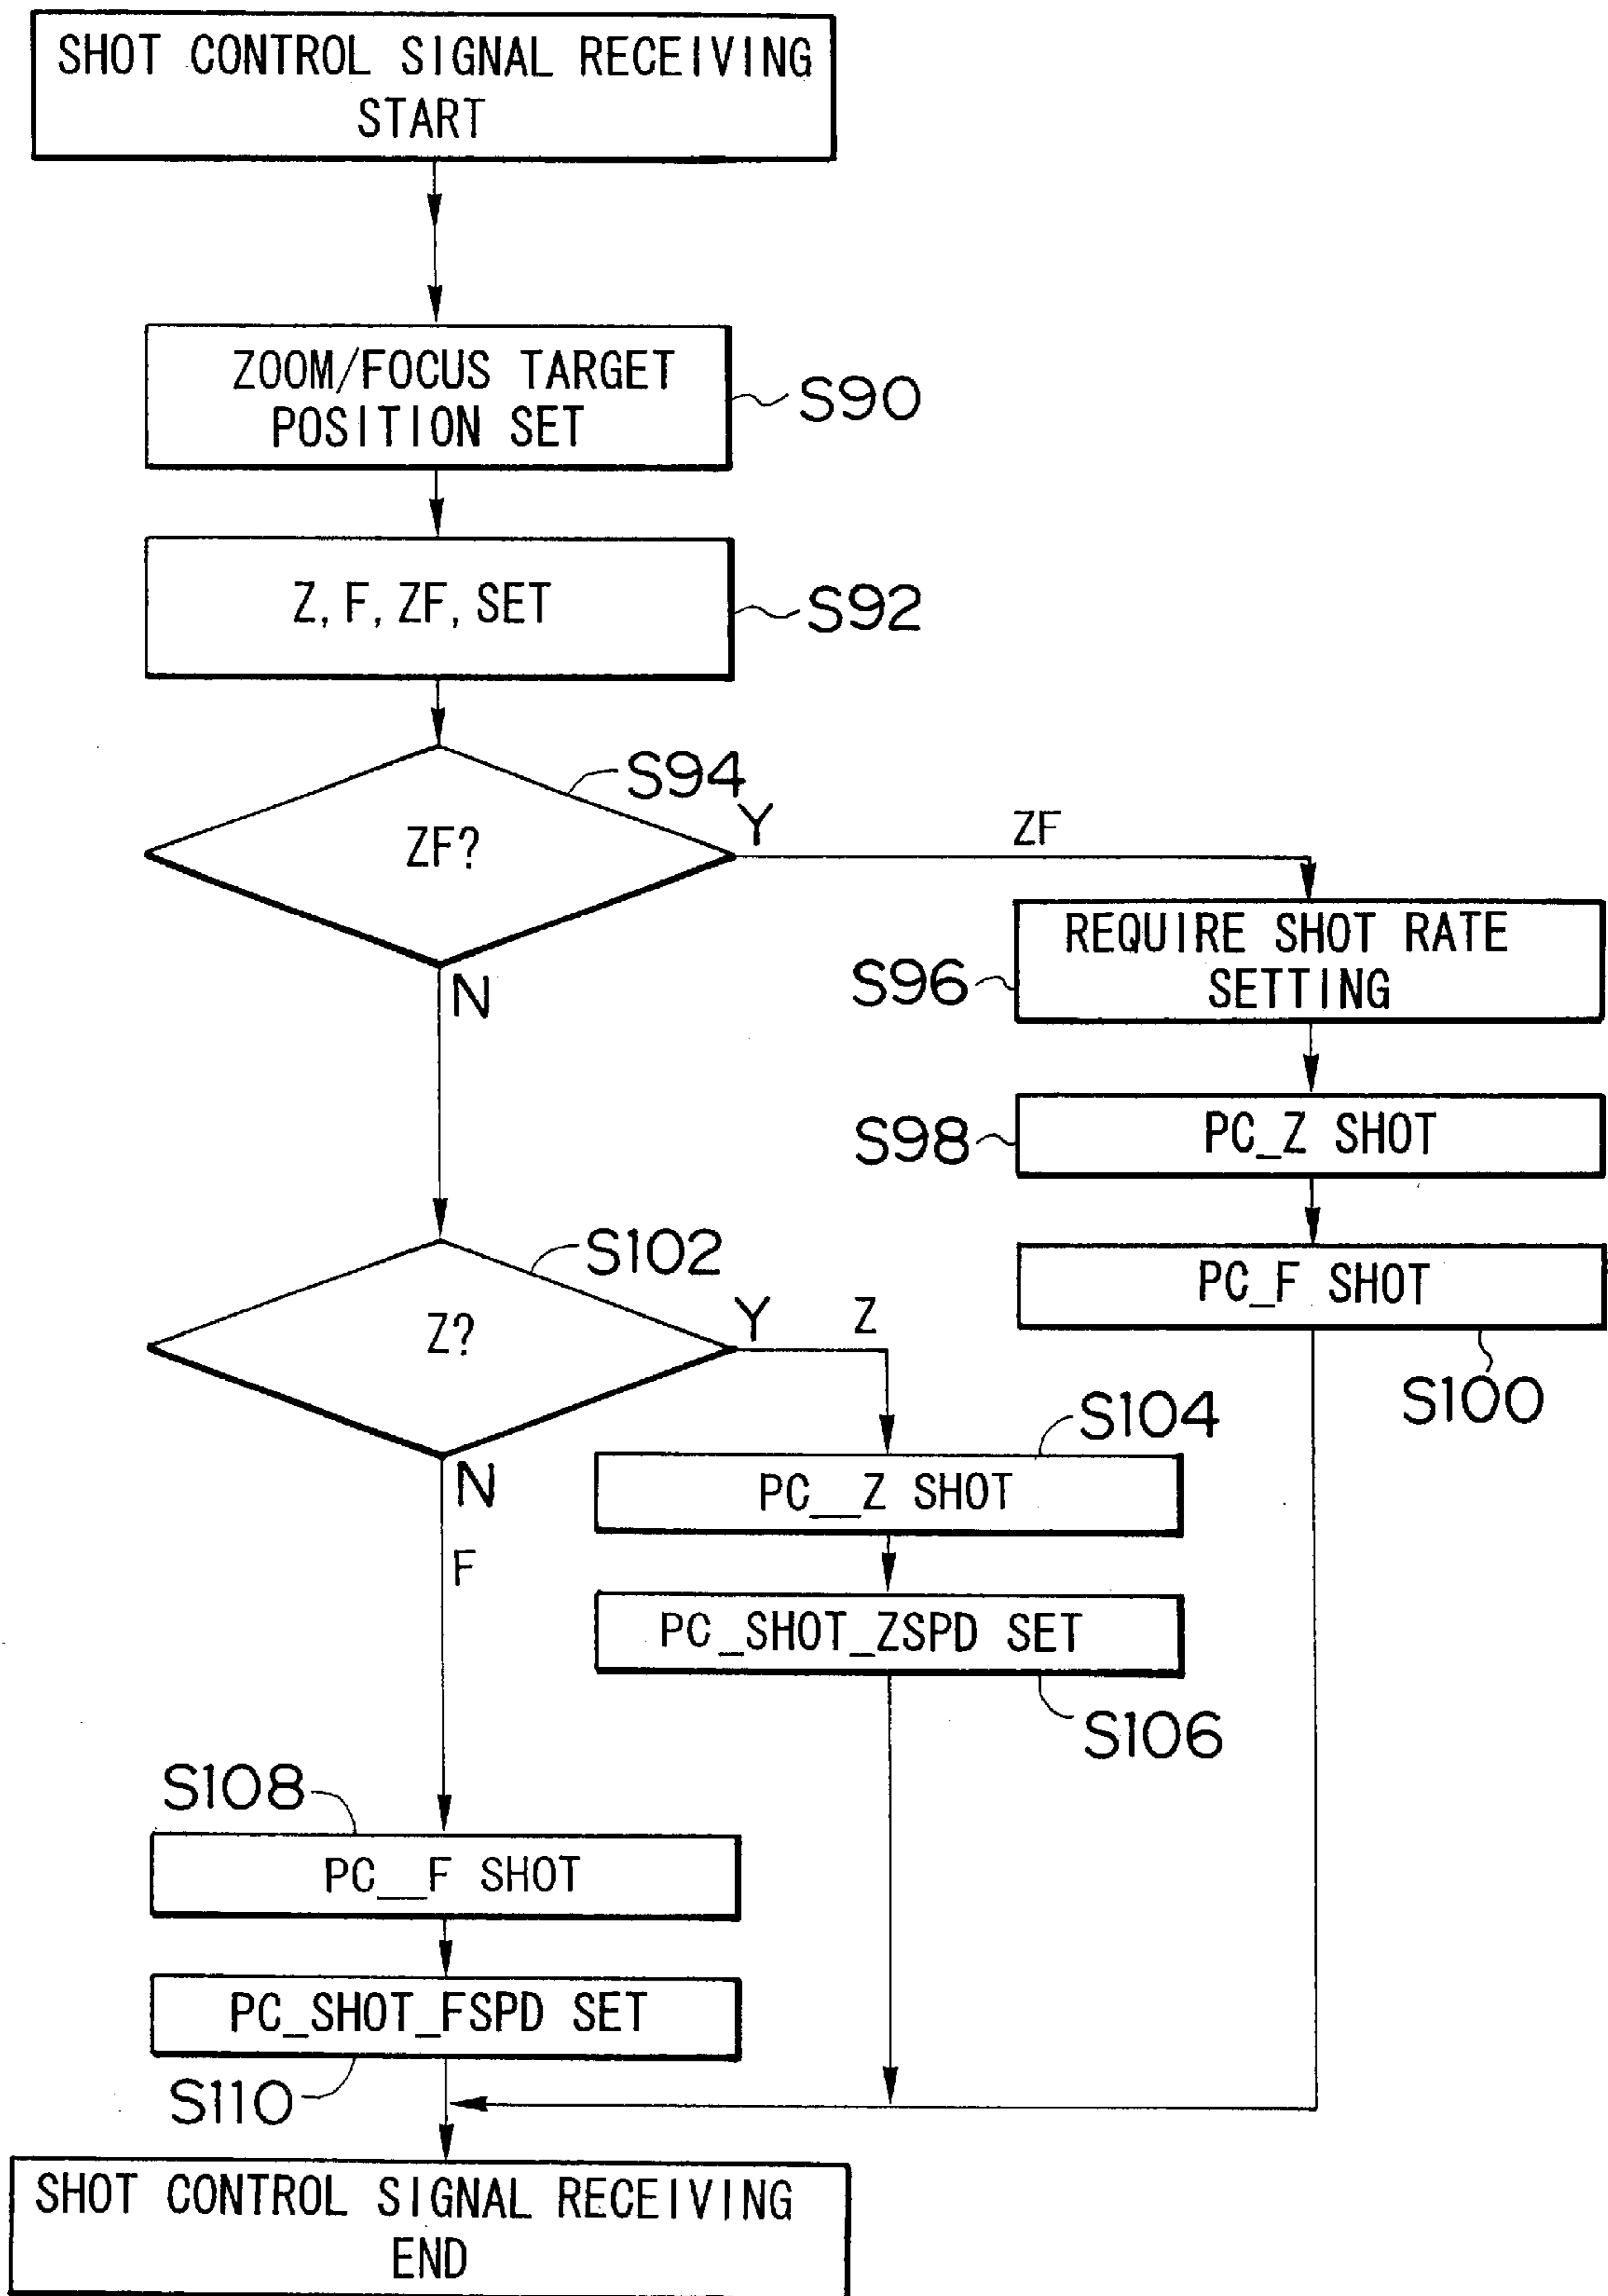 SHOT CONTROL SIGNAL RECEIVING
START
ZOOM/FOCUS TARGET
POSITION SET
S90
Z, F, ZF, SET
S92
S94
ZF?
Y
ZF
N
REQUIRE SHOT RATE
SETTING
S96
PC_Z SHOT
S98
PC_F SHOT
S100
S102
Z?
Y
Z
N
F
S104
PC__Z SHOT
PC_SHOT_ZSPD SET
S106
S108
PC__F SHOT
PC_SHOT_FSPD SET
S110
SHOT CONTROL SIGNAL RECEIVING
END